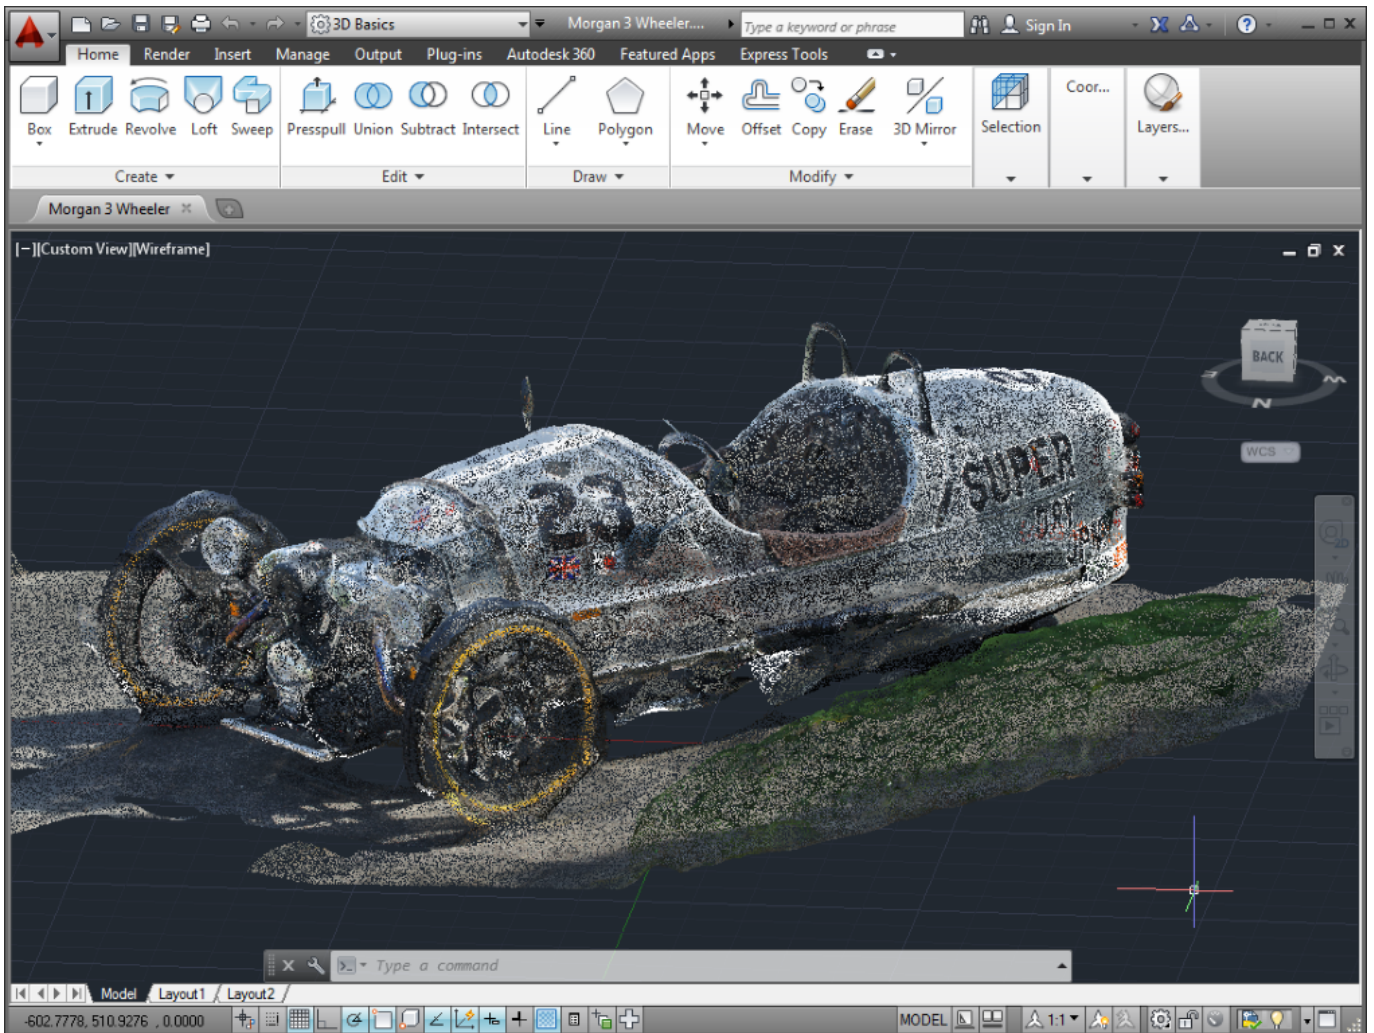 3D Basics
Morgan 3 Wheeler....
Type a keyword or phrase
Sign In
Home Render Insert Manage Output Plug-ins Autodesk 360 Featured Apps Express Tools
Box Extrude Revolve Loft Sweep Presspull Union Subtract Intersect Line Polygon Move Offset Copy Erase 3D Mirror Selection Coor... Layers...
Create Edit Draw Modify
Morgan 3 Wheeler
[−][Custom View][Wireframe]
BACK
N
WCS
23
SUPER
DRY
Type a command
Model Layout1 Layout2
-602.7778, 510.9276 , 0.0000
MODEL
1:1